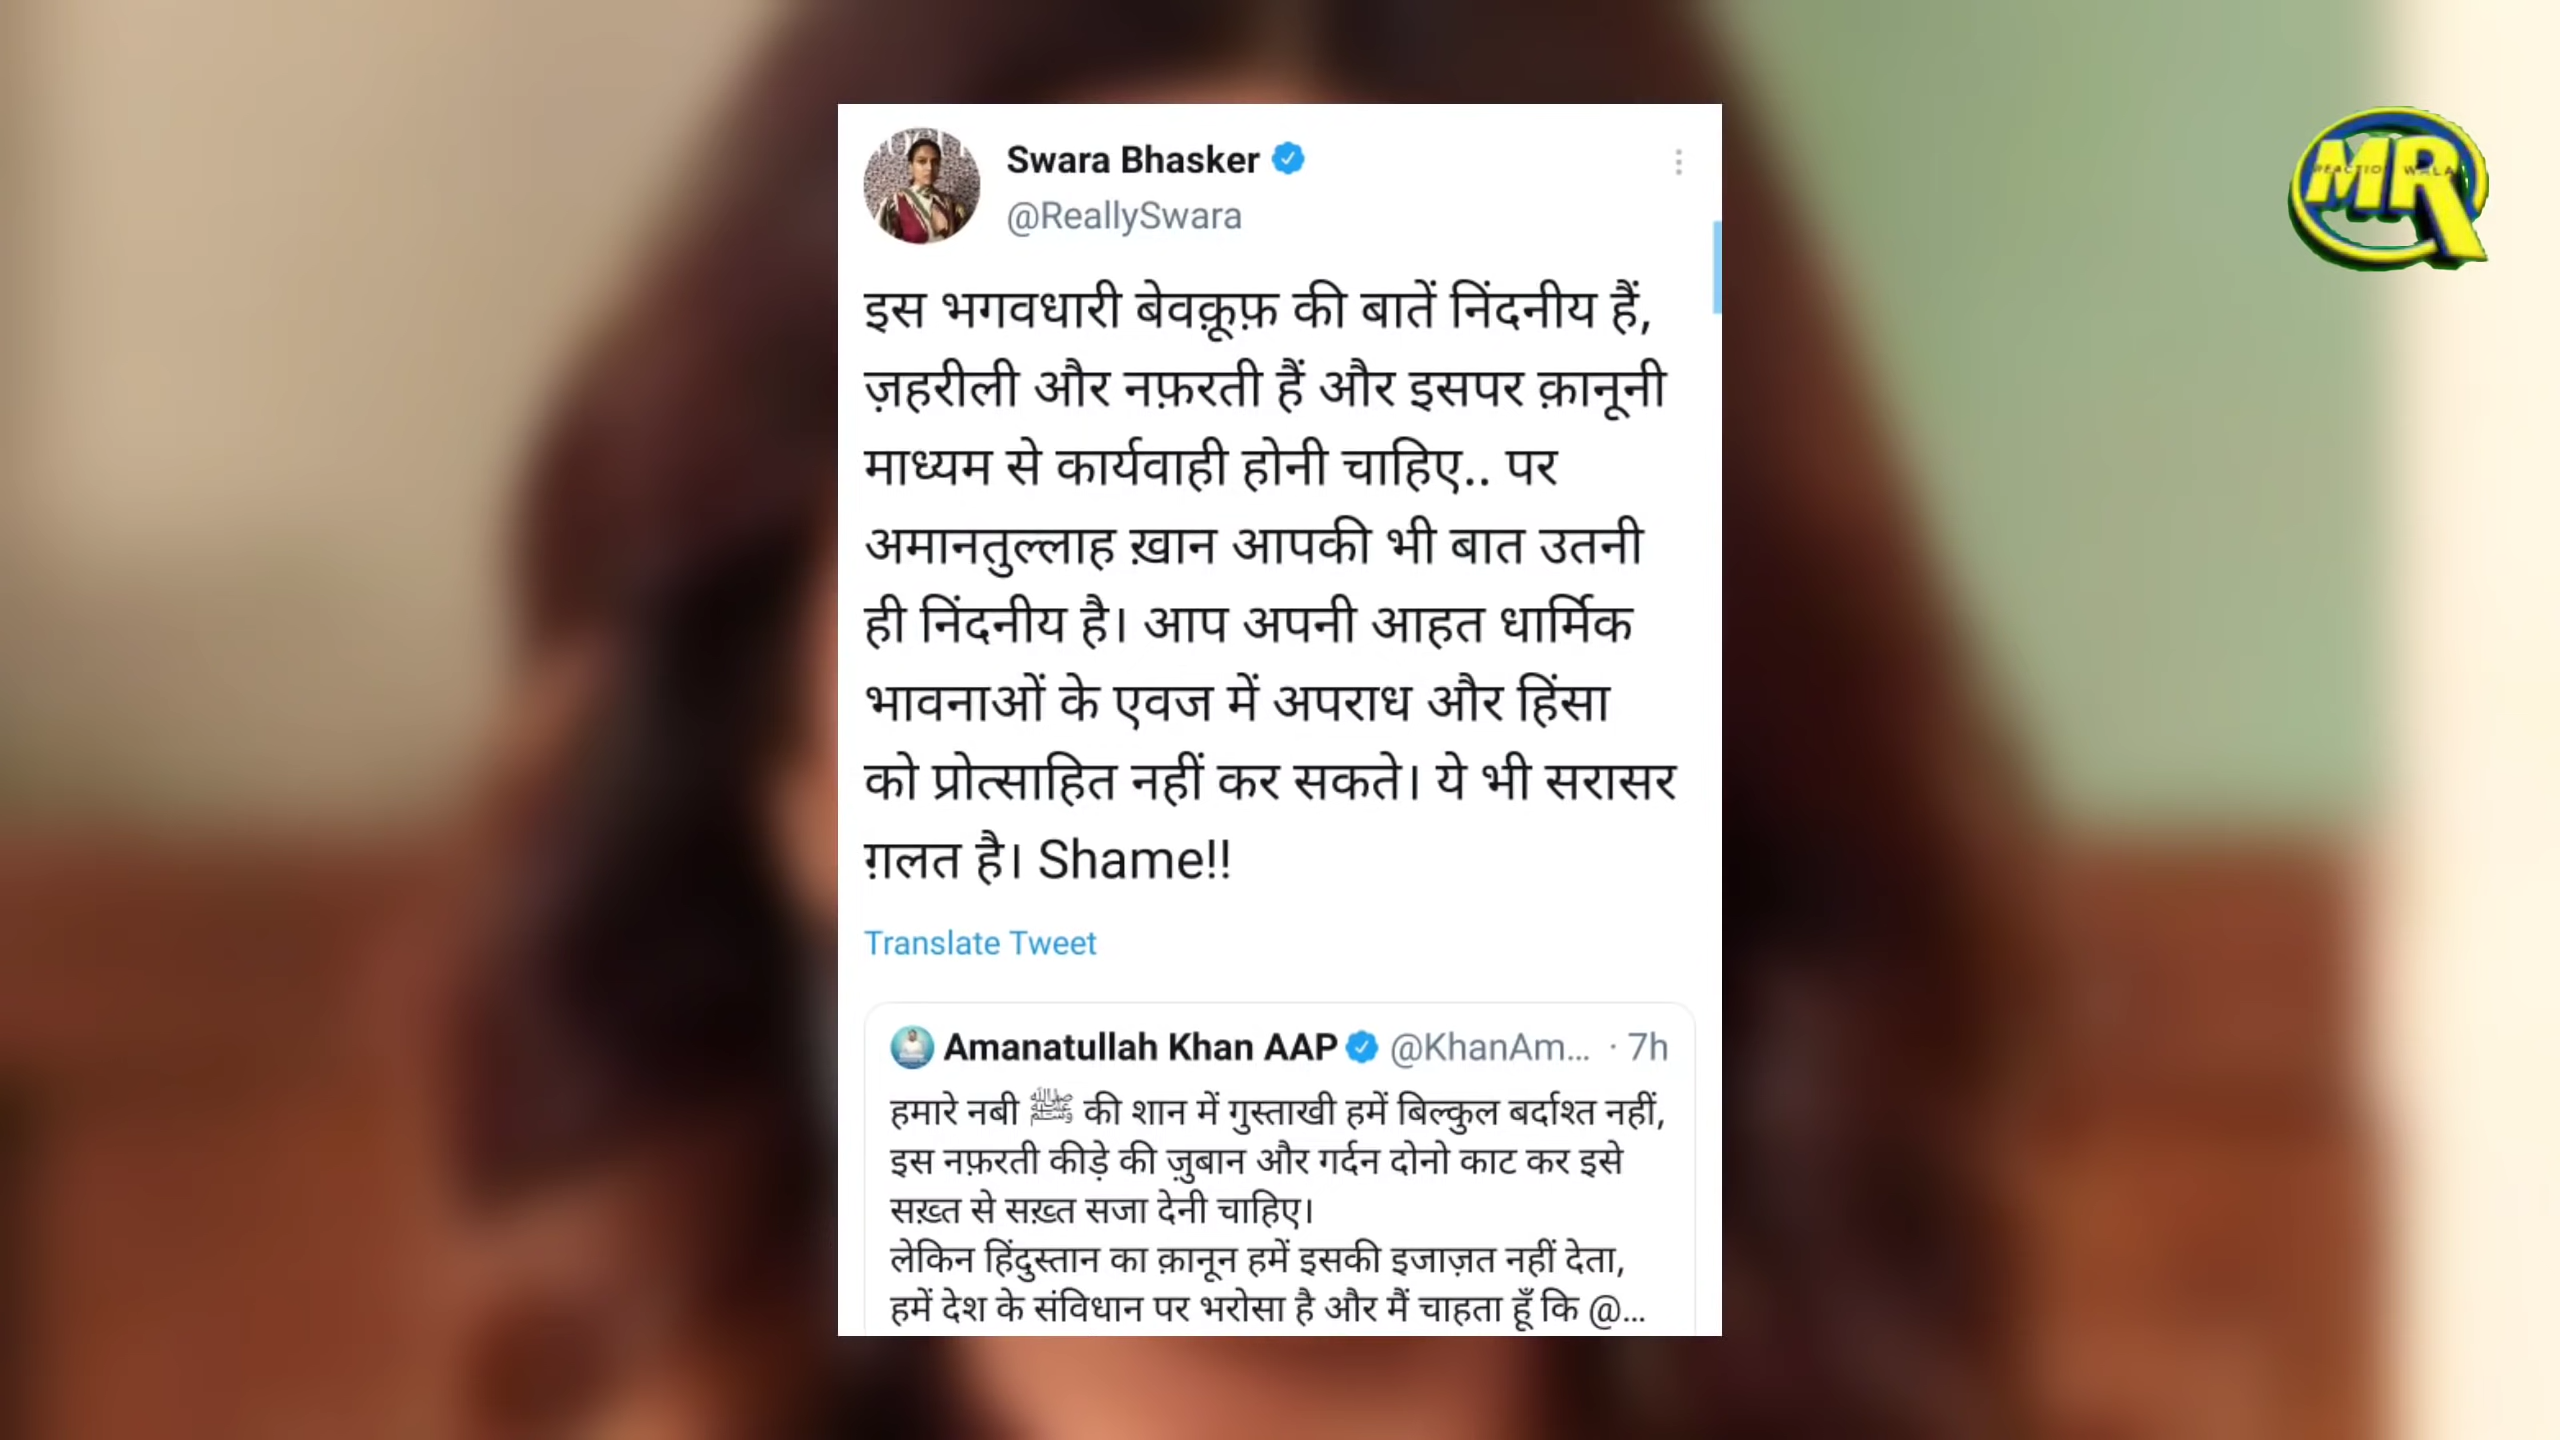 Swara Bhasker
@ReallySwara
इस भगवधारी बेवक़ूफ़ की बातें निंदनीय हैं,
ज़हरीली और नफ़रती हैं और इसपर क़ानूनी
माध्यम से कार्यवाही होनी चाहिए.. पर
अमानतुल्लाह ख़ान आपकी भी बात उतनी
ही निंदनीय है। आप अपनी आहत धार्मिक
भावनाओं के एवज में अपराध और हिंसा
को प्रोत्साहित नहीं कर सकते। ये भी सरासर
ग़लत है। Shame!!
Translate Tweet
Amanatullah Khan AAP @KhanAm... · 7h
हमारे नबी ﷺ की शान में गुस्ताखी हमें बिल्कुल बर्दाश्त नहीं,
इस नफ़रती कीड़े की ज़ुबान और गर्दन दोनो काट कर इसे
सख़्त से सख़्त सजा देनी चाहिए।
लेकिन हिंदुस्तान का क़ानून हमें इसकी इजाज़त नहीं देता,
हमें देश के संविधान पर भरोसा है और मैं चाहता हूँ कि @...
MR
REACTION WALA